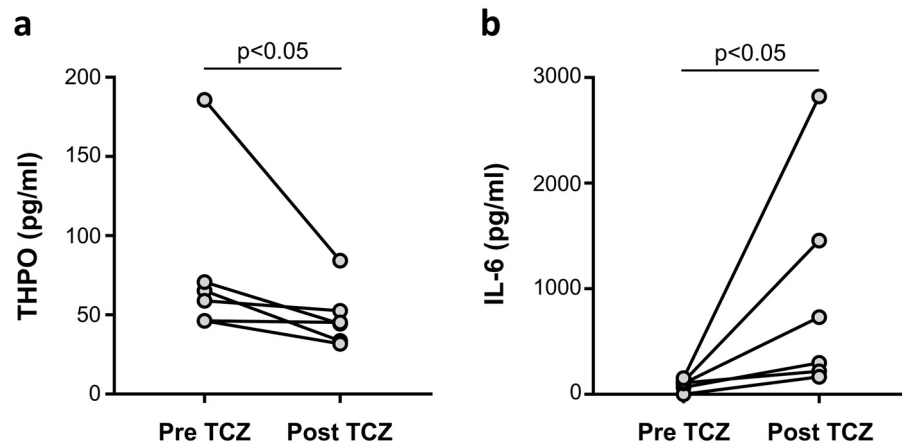 a
p<0.05
200
150
100
50
0
THPO (pg/ml)
Pre TCZ Post TCZ
b
p<0.05
3000
2000
1000
0
IL-6 (pg/ml)
Pre TCZ Post TCZ